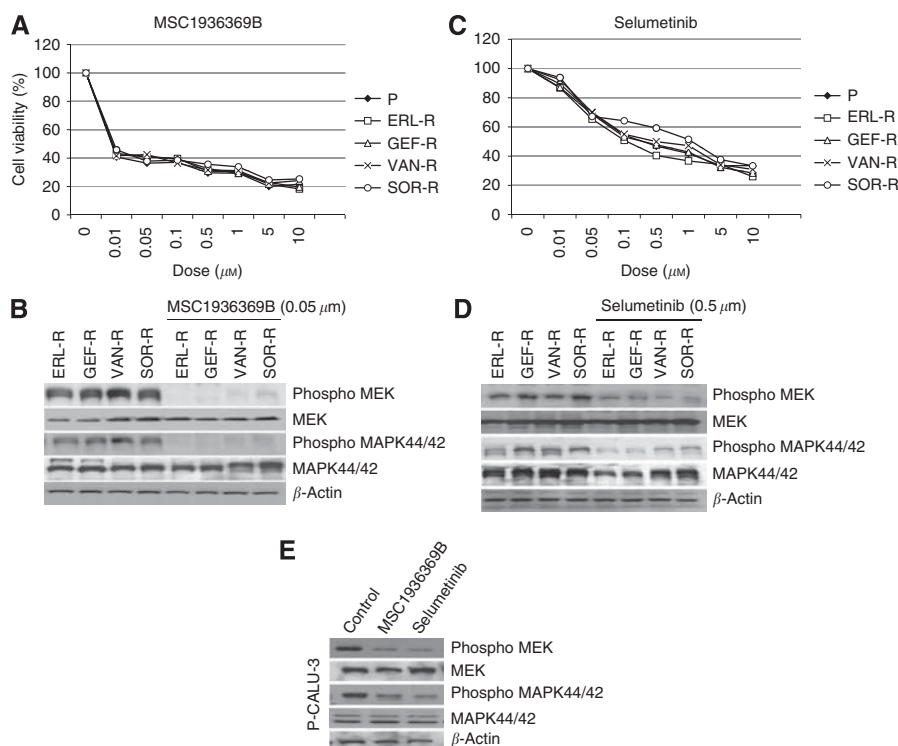 A
MSC1936369B
120
100
80
60
40
20
0
Cell viability (%)
0
0.01
0.05
0.1
0.5
1
5
10
Dose (μM)
P
ERL-R
GEF-R
VAN-R
SOR-R
C
Selumetinib
120
100
80
60
40
20
0
0
0.01
0.05
0.1
0.5
1
5
10
Dose (μM)
P
ERL-R
GEF-R
VAN-R
SOR-R
B
MSC1936369B (0.05 μm)
ERL-R
GEF-R
VAN-R
SOR-R
ERL-R
GEF-R
VAN-R
SOR-R
Phospho MEK
MEK
Phospho MAPK44/42
MAPK44/42
β-Actin
D
Selumetinib (0.5 μm)
ERL-R
GEF-R
VAN-R
SOR-R
ERL-R
GEF-R
VAN-R
SOR-R
Phospho MEK
MEK
Phospho MAPK44/42
MAPK44/42
β-Actin
E
Control
MSC1936369B
Selumetinib
P-CALU-3
Phospho MEK
MEK
Phospho MAPK44/42
MAPK44/42
β-Actin